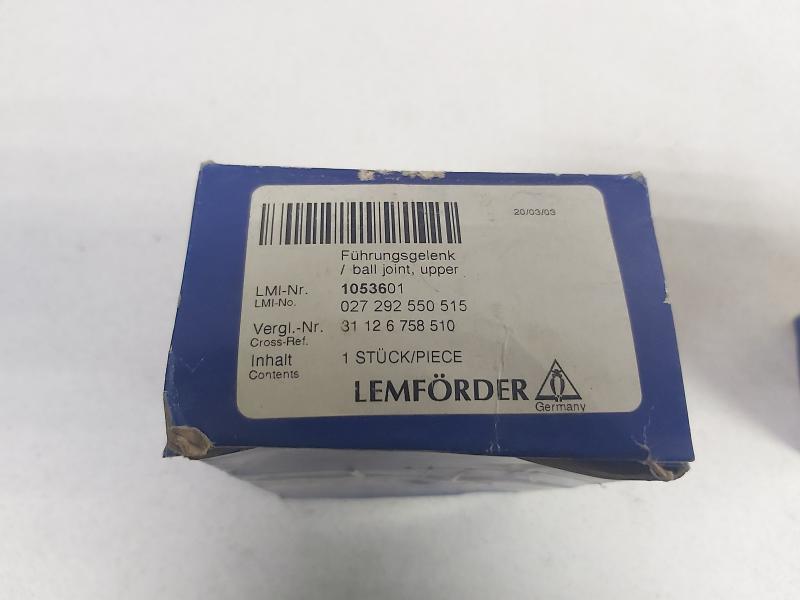 20/03/03
Führungsgelenk
/ ball joint, upper
LMI-Nr. 1053601
LMI-No. 027 292 550 515
Vergl.-Nr. 31 12 6 758 510
Cross-Ref.
Inhalt 1 STÜCK/PIECE
Contents
LEMFÖRDER
Germany